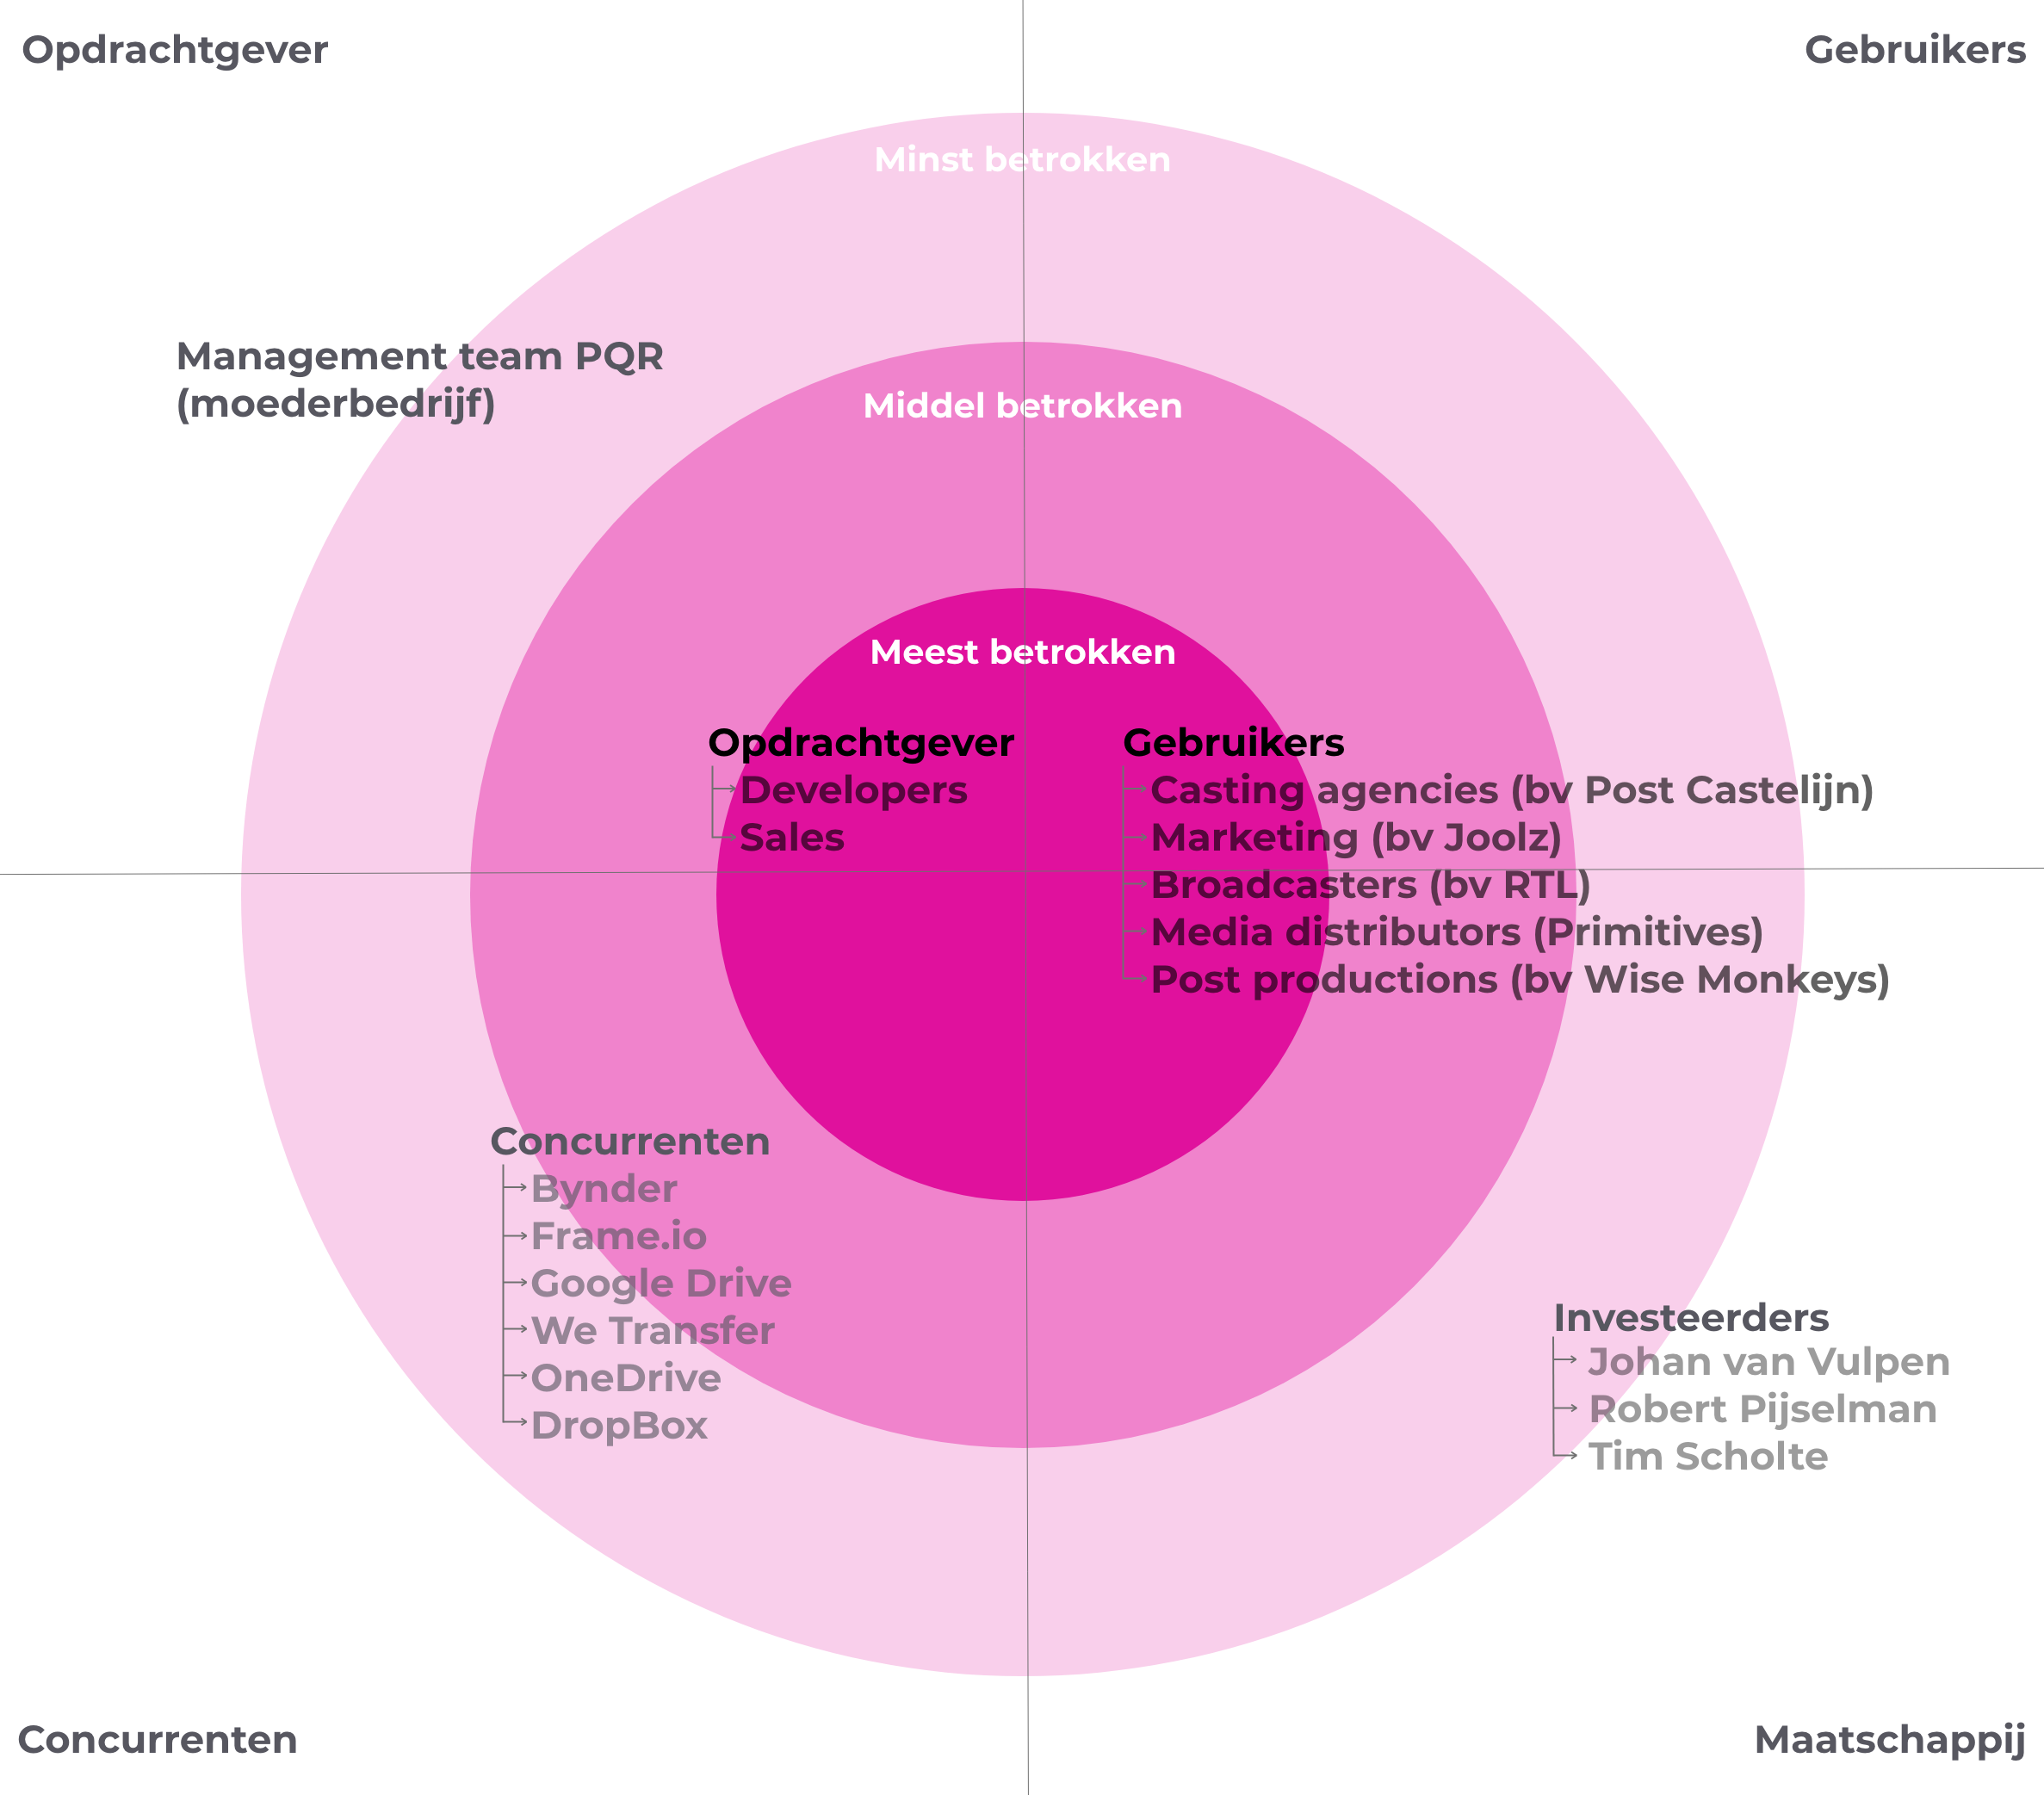 Opdrachtgever
Gebruikers
Minst betrokken
Management team PQR
(moederbedrijf)
Middel betrokken
Meest betrokken
Opdrachtgever
Developers
Sales
Gebruikers
Casting agencies (bv Post Castelijn)
Marketing (bv Joolz)
Broadcasters (bv RTL)
Media distributors (Primitives)
Post productions (bv Wise Monkeys)
Concurrenten
Bynder
Frame.io
Google Drive
We Transfer
OneDrive
DropBox
Investeerders
Johan van Vulpen
Robert Pijselman
Tim Scholte
Concurrenten
Maatschappij